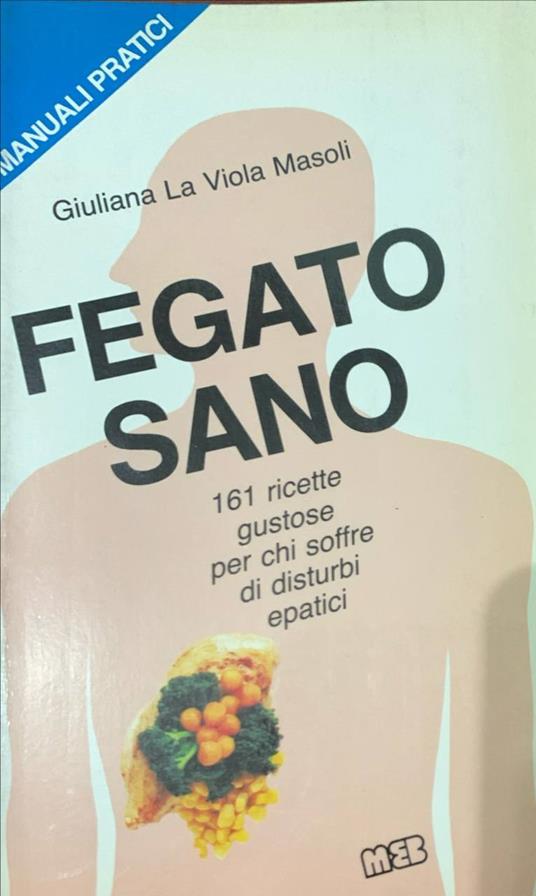 MANUALI PRATICI
Giuliana La Viola Masoli
FEGATO
SANO
161 ricette
gustose
per chi soffre
di disturbi
epatici
MEB